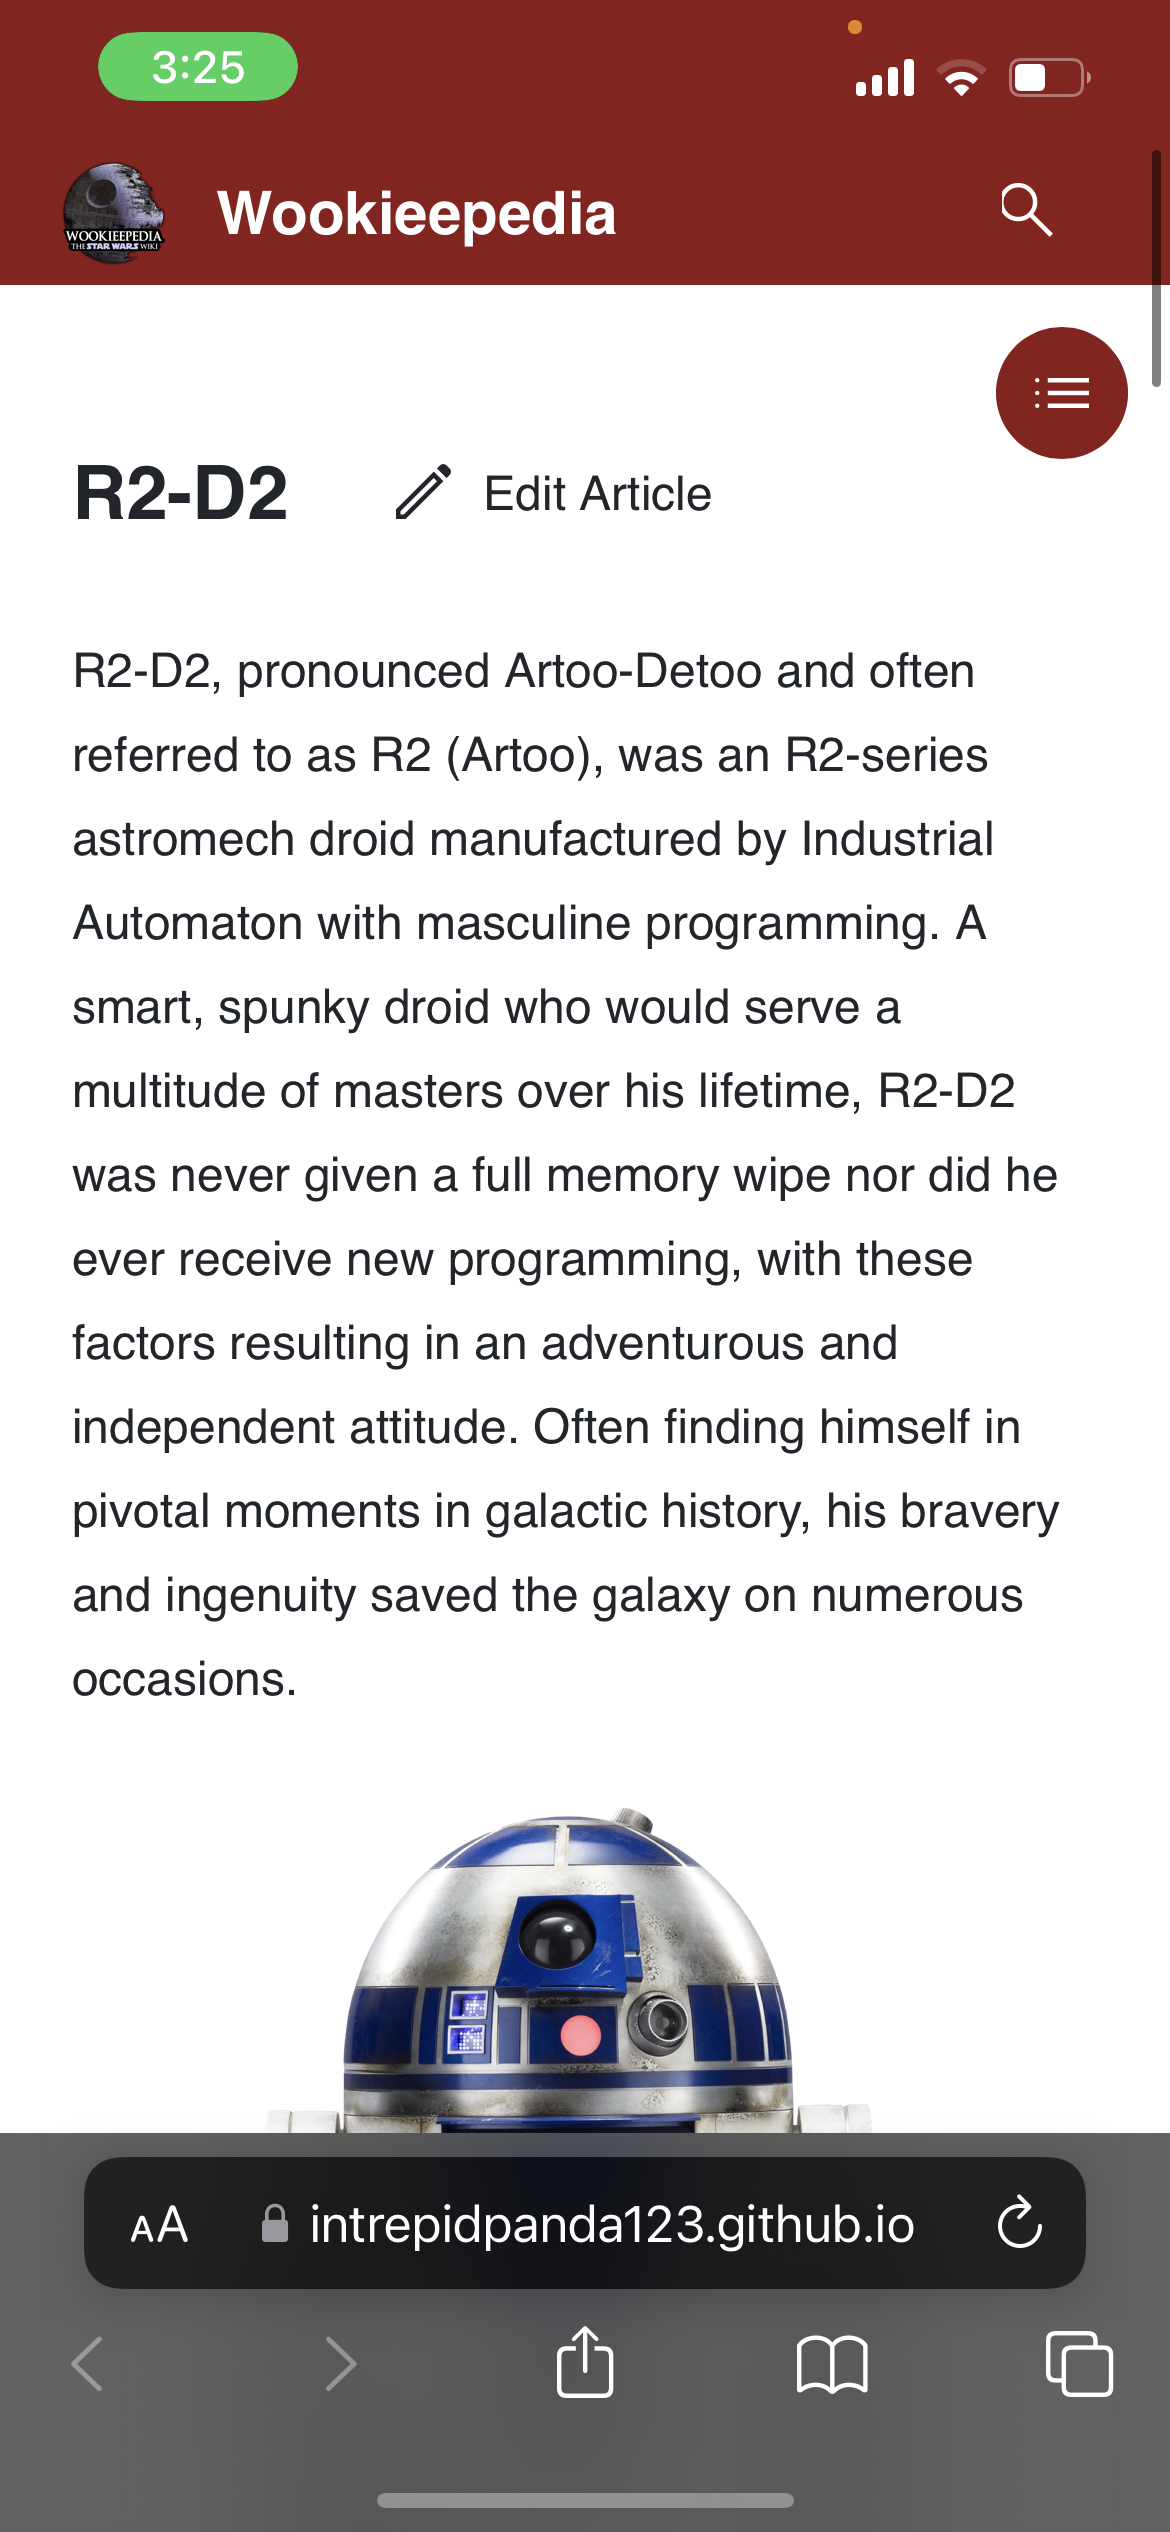 3:25
WOOKIEEPEDIA
THE STAR WARS WIKI
Wookieepedia
R2-D2
Edit Article
R2-D2, pronounced Artoo-Detoo and often
referred to as R2 (Artoo), was an R2-series
astromech droid manufactured by Industrial
Automaton with masculine programming. A
smart, spunky droid who would serve a
multitude of masters over his lifetime, R2-D2
was never given a full memory wipe nor did he
ever receive new programming, with these
factors resulting in an adventurous and
independent attitude. Often finding himself in
pivotal moments in galactic history, his bravery
and ingenuity saved the galaxy on numerous
occasions.
AA intrepidpanda123.github.io